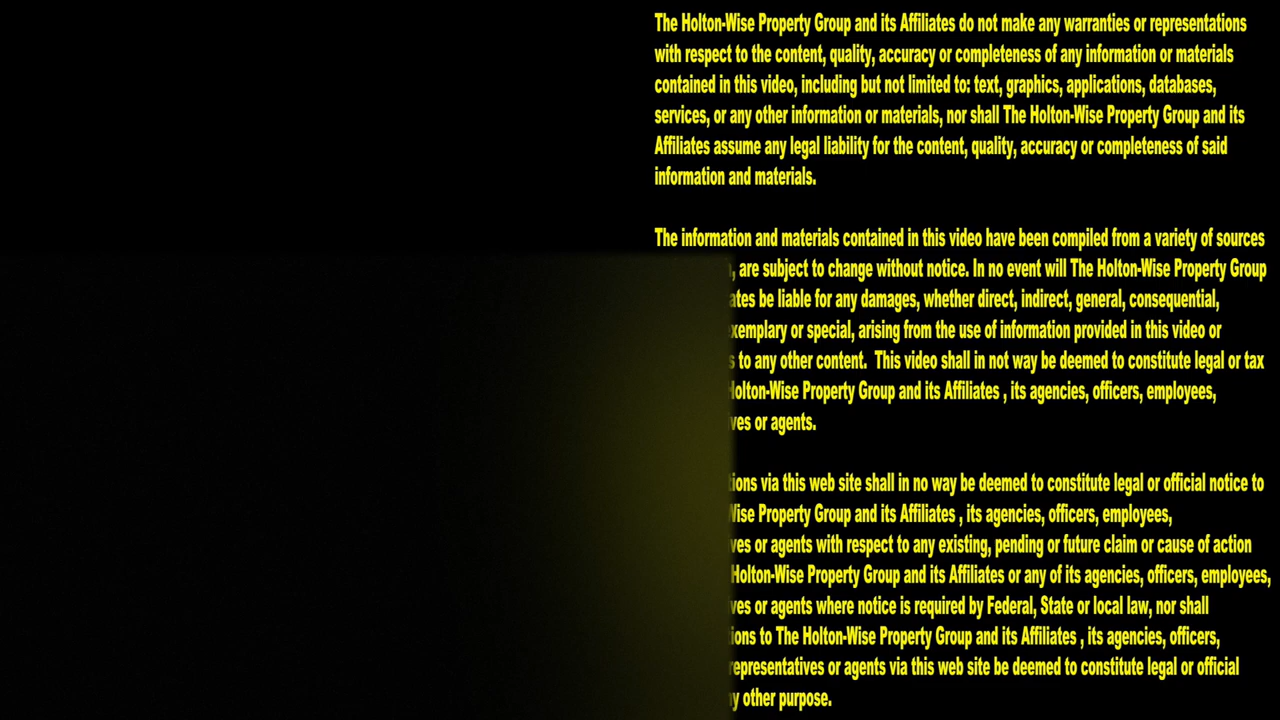 The Holton-Wise Property Group and its Affiliates do not make any warranties or representations
with respect to the content, quality, accuracy or completeness of any information or materials
contained in this video, including but not limited to: text, graphics, applications, databases,
services, or any other information or materials, nor shall The Holton-Wise Property Group and its
Affiliates assume any legal liability for the content, quality, accuracy or completeness of said
information and materials.
The information and materials contained in this video have been compiled from a variety of sources
, are subject to change without notice. In no event will The Holton-Wise Property Group
be liable for any damages, whether direct, indirect, general, consequential,
or special, arising from the use of information provided in this video or
to any other content. This video shall in not way be deemed to constitute legal or tax
Holton-Wise Property Group and its Affiliates , its agencies, officers, employees,
or agents.
via this web site shall in no way be deemed to constitute legal or official notice to
Property Group and its Affiliates , its agencies, officers, employees,
or agents with respect to any existing, pending or future claim or cause of action
Holton-Wise Property Group and its Affiliates or any of its agencies, officers, employees,
or agents where notice is required by Federal, State or local law, nor shall
to The Holton-Wise Property Group and its Affiliates , its agencies, officers,
representatives or agents via this web site be deemed to constitute legal or official
other purpose.